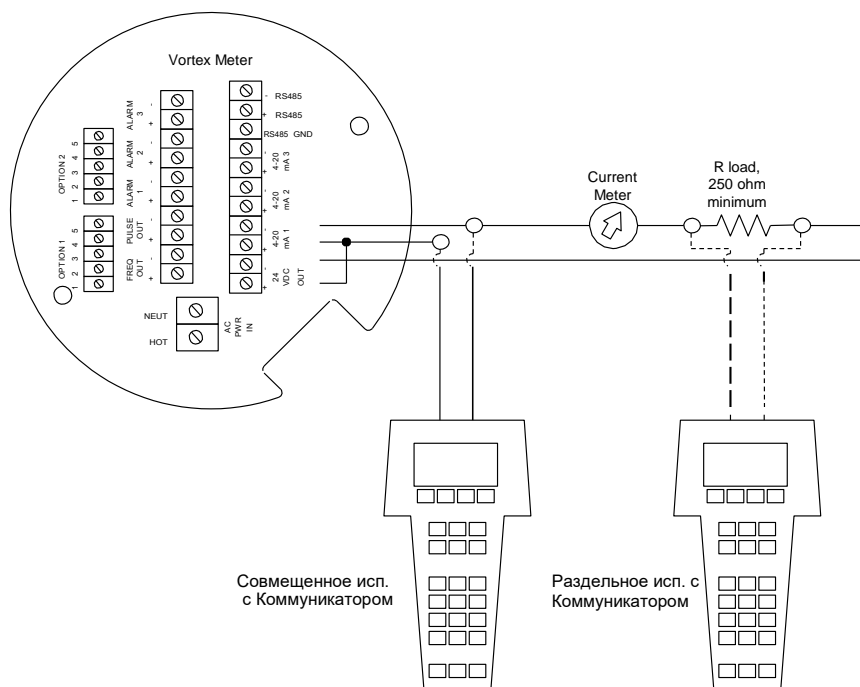 Vortex Meter
- RS485
+ RS485
RS485 GND
- 4-20
+ mA 3
- 4-20
+ mA 2
- 4-20
+ mA 1
- 24
+ VDC
OUT
ALARM
3
- +
ALARM
2
- +
ALARM
1
- +
PULSE
OUT
- +
FREQ
OUT
- +
OPTION 2
1 2 3 4 5
OPTION 1
1 2 3 4 5
NEUT
HOT
AC
PWR
IN
Current
Meter
R load,
250 ohm
minimum
Совмещенное исп.
с Коммуникатором
Раздельное исп. с
Коммуникатором